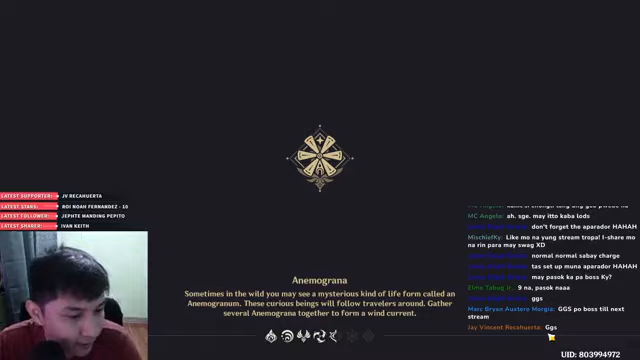 Anemograna
Sometimes in the wild you may see a mysterious kind of life form called an
Anemogranum. These curious beings will follow travelers around. Gather
several Anemograna together to form a wind current.
LATEST SUPPORTER: JV RECAHUERTA
LATEST STARS: ROI NOAH FERNANDEZ - 10
LATEST FOLLOWER: JEPHTE MANDING PEPITO
LATEST SHARER: IVAN KEITH
MC Angelo: ah. sge. may itto kaba lods
don't forget the aparador HAHAH
MischiefKy: Like mo na yung stream tropa! I-share mo
na rin para may swag XD
normal normal sabay charge
tas set up muna aparador HAHAH
may pasok ka pa boss Ky?
Elmo Tabug Jr.: 9 na, pasok naaa
ggs
Marc Bryan Austero Mergia: GGS po boss till next
stream
Jay Vincent Recahuerta: Ggs
UID: 803994972